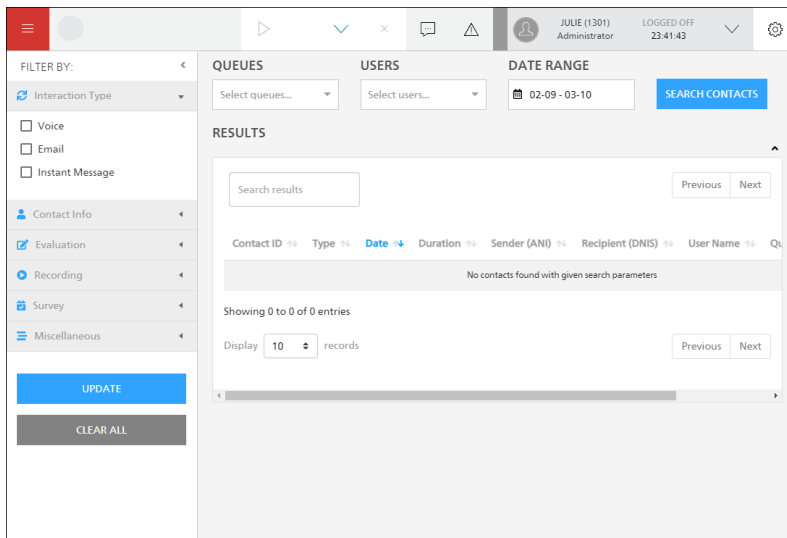 JULIE (1301)
Administrator
LOGGED OFF
23:41:43
FILTER BY:
Interaction Type
Voice
Email
Instant Message
Contact Info
Evaluation
Recording
Survey
Miscellaneous
UPDATE
CLEAR ALL
QUEUES USERS DATE RANGE
Select queues... Select users... 02-09 - 03-10 SEARCH CONTACTS
RESULTS
Search results Previous Next
Contact ID Type Date Duration Sender (ANI) Recipient (DNIS) User Name Qu
No contacts found with given search parameters
Showing 0 to 0 of 0 entries
Display 10 records Previous Next